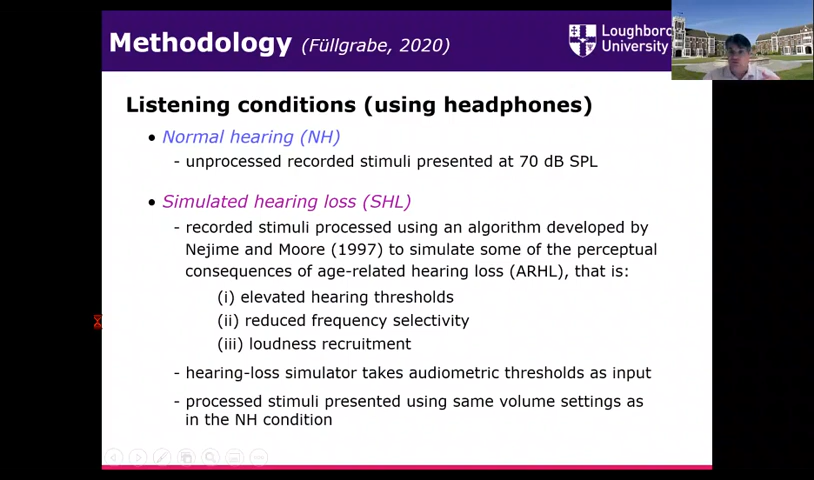 Methodology (Füllgrabe, 2020)
Loughboro
University
Listening conditions (using headphones)
• Normal hearing (NH)
- unprocessed recorded stimuli presented at 70 dB SPL
• Simulated hearing loss (SHL)
- recorded stimuli processed using an algorithm developed by
Nejime and Moore (1997) to simulate some of the perceptual
consequences of age-related hearing loss (ARHL), that is:
(i) elevated hearing thresholds
(ii) reduced frequency selectivity
(iii) loudness recruitment
- hearing-loss simulator takes audiometric thresholds as input
- processed stimuli presented using same volume settings as
in the NH condition